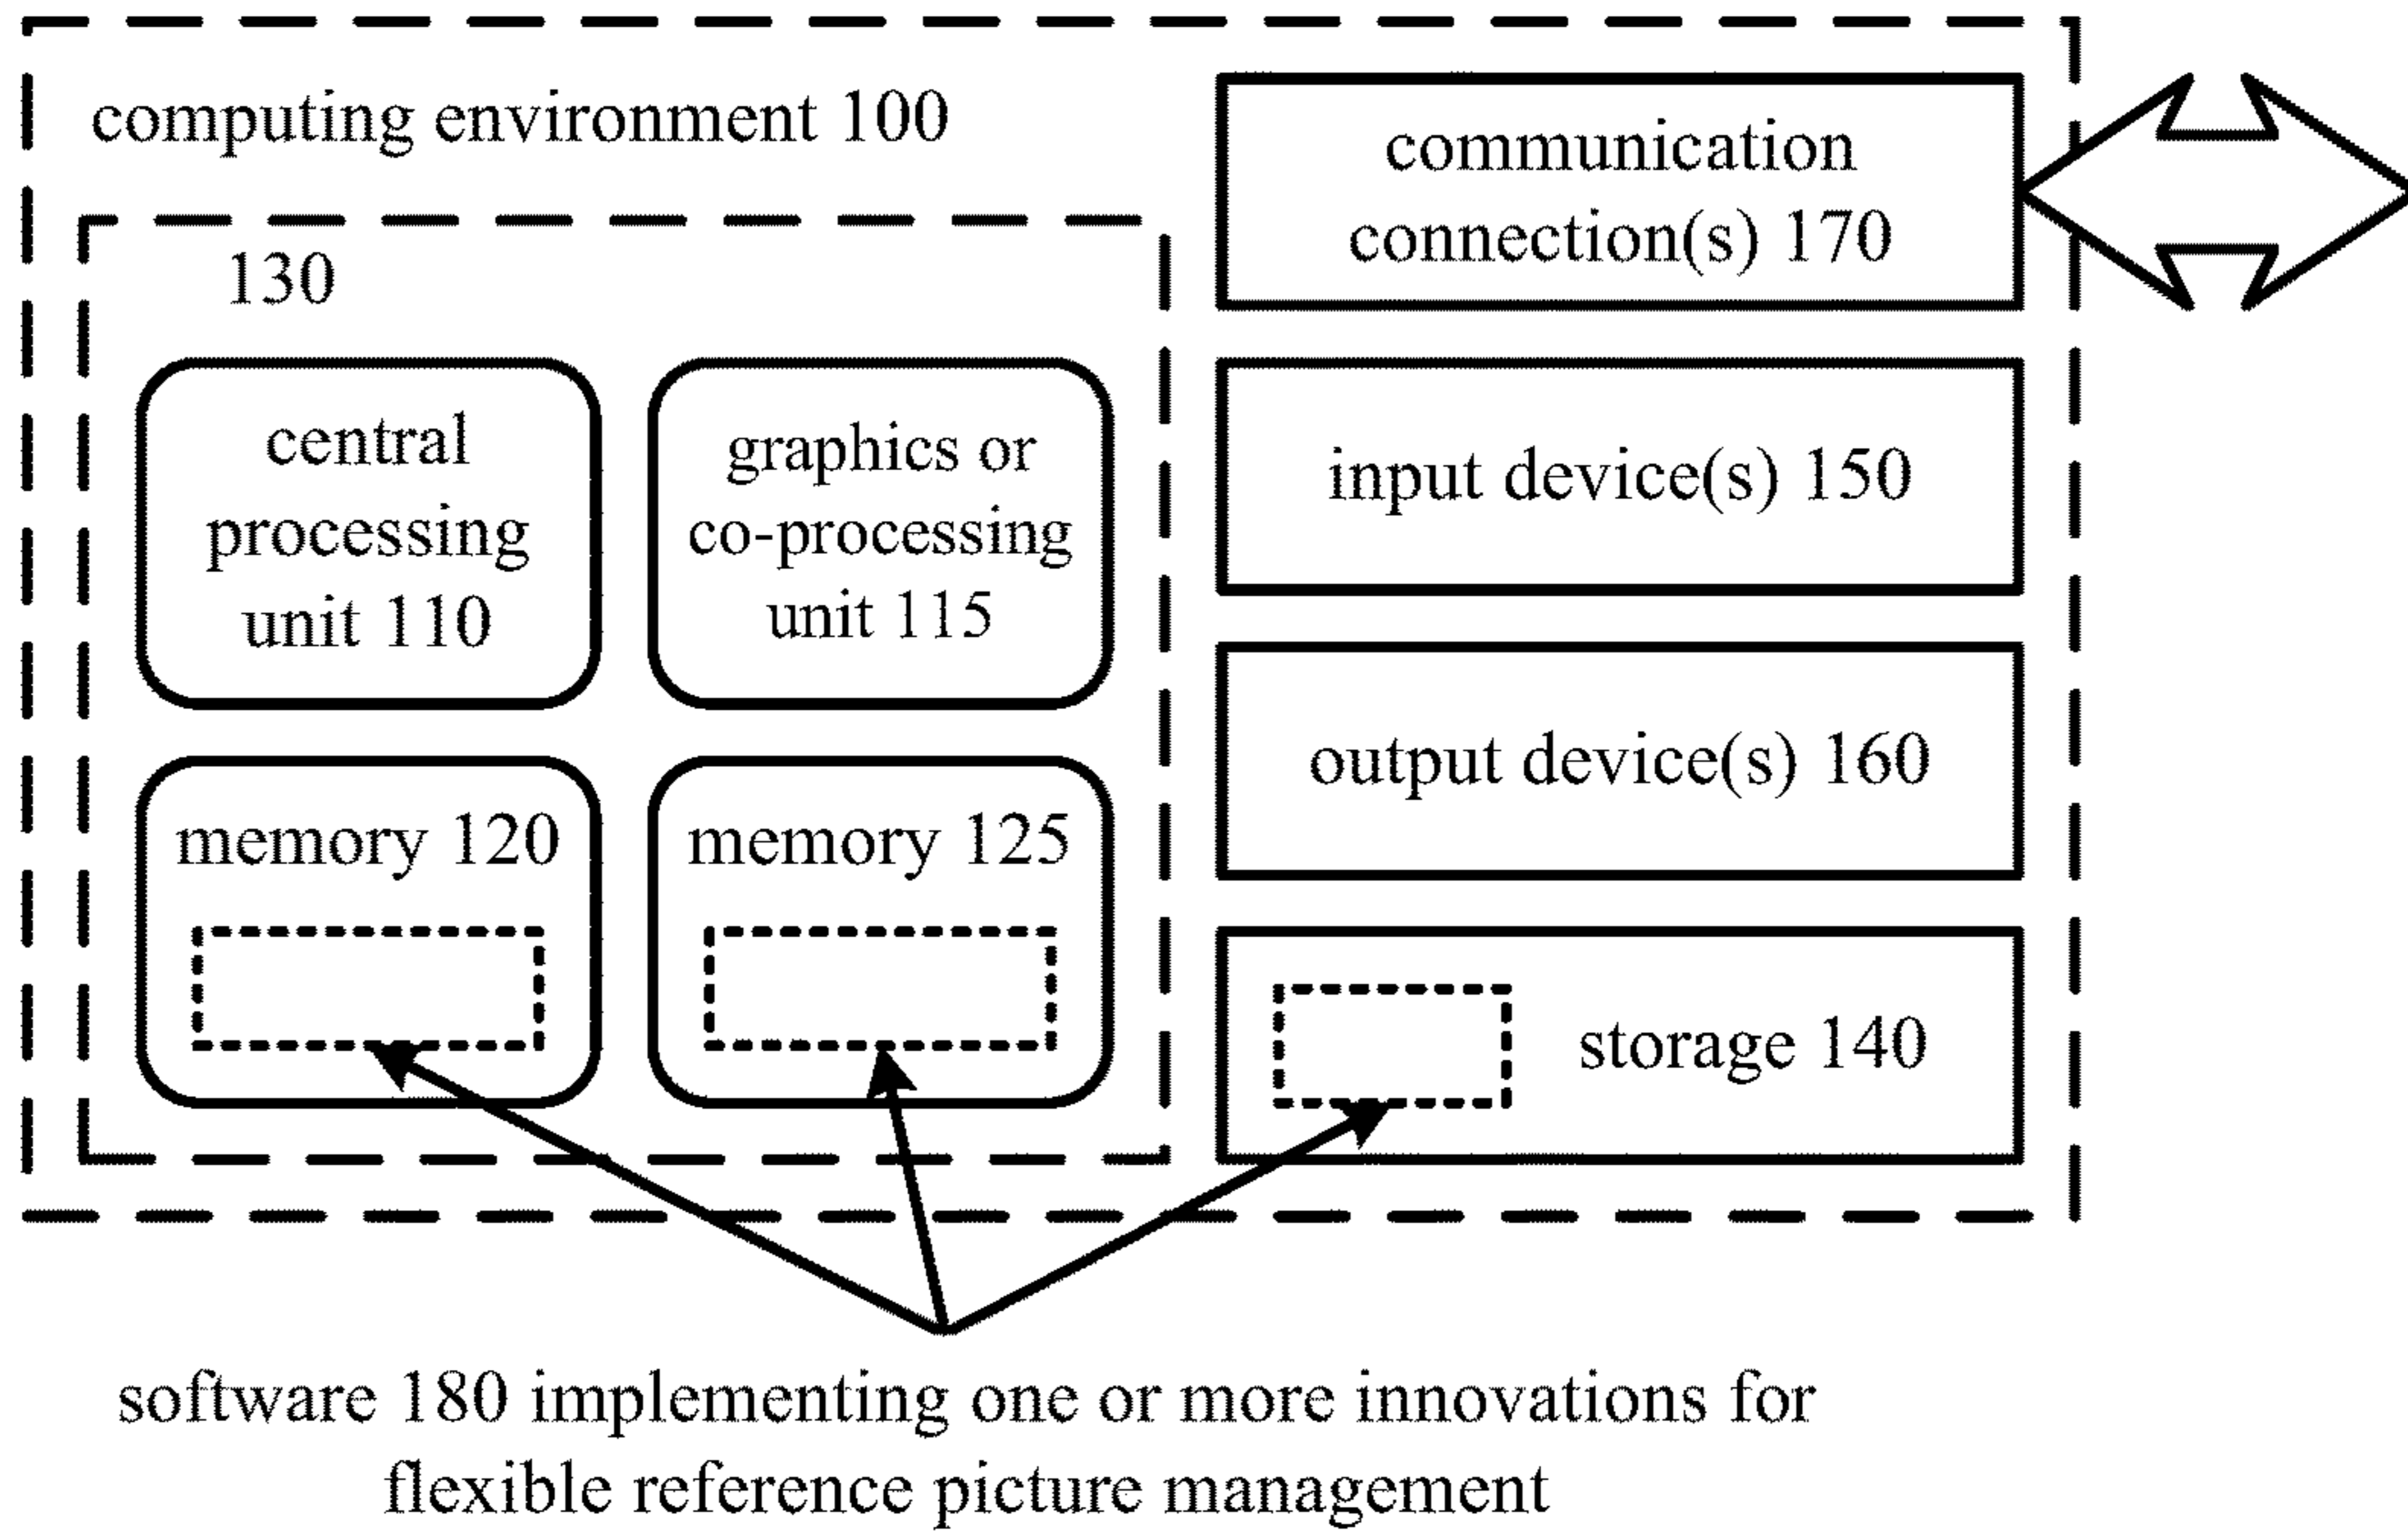 computing environment 100
130
central
processing
unit 110
graphics or
co-processing
unit 115
memory 120
memory 125
communication
connection(s) 170
input device(s) 150
output device(s) 160
storage 140
software 180 implementing one or more innovations for
flexible reference picture management